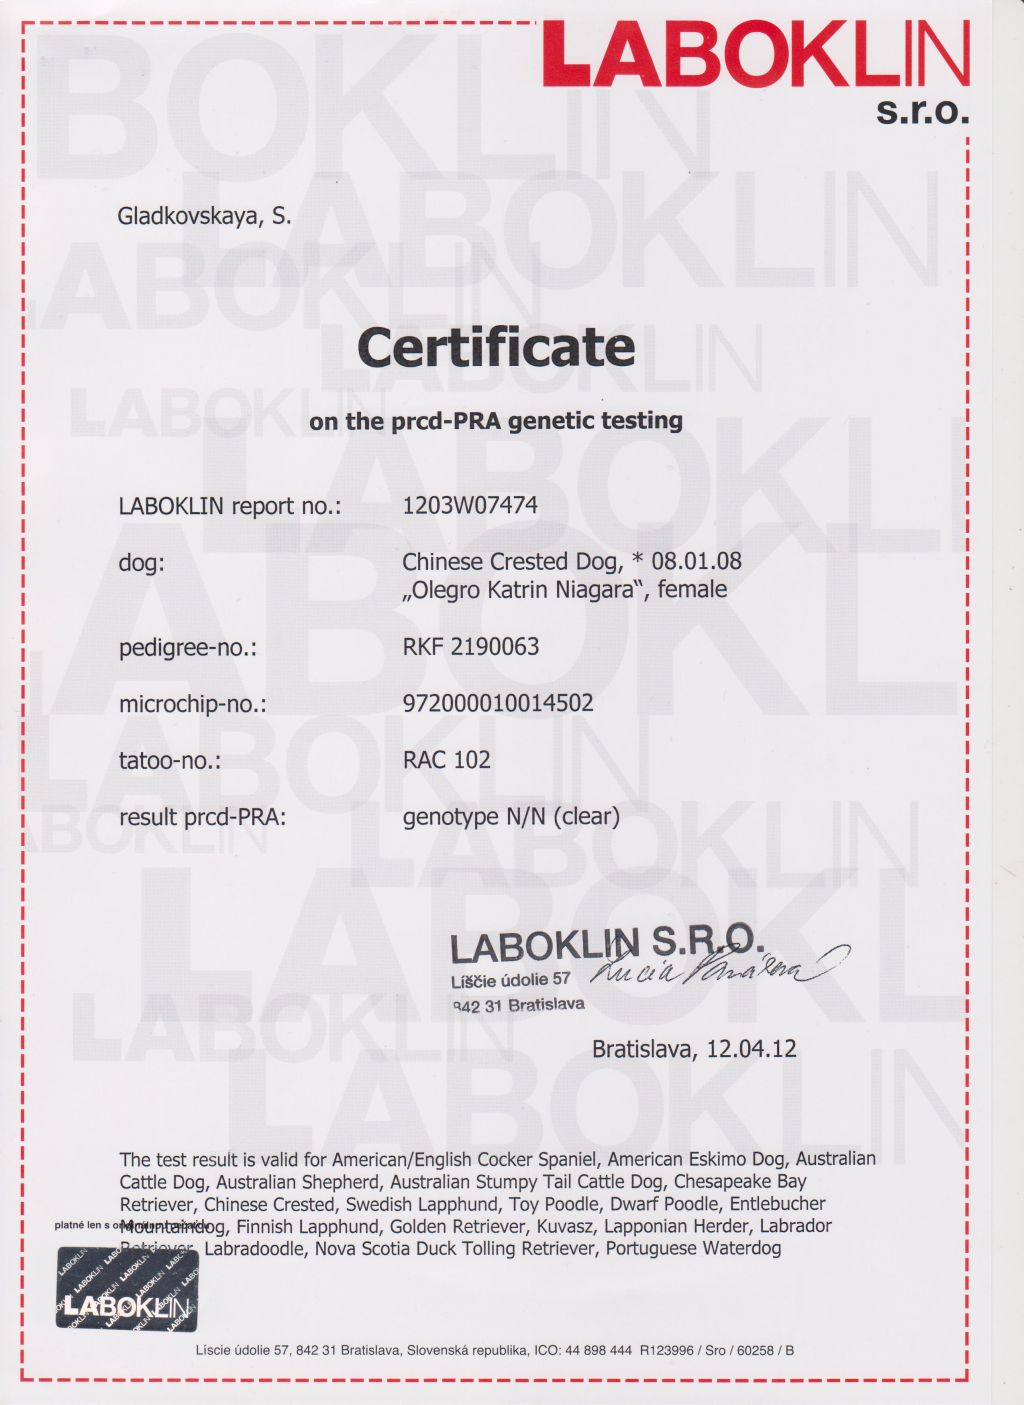 LABOKLIN
s.r.o.
Gladkovskaya, S.
Certificate
on the prcd-PRA genetic testing
LABOKLIN report no.: 1203W07474
dog: Chinese Crested Dog, * 08.01.08
„Olegro Katrin Niagara“, female
pedigree-no.: RKF 2190063
microchip-no.: 972000010014502
tatoo-no.: RAC 102
result prcd-PRA: genotype N/N (clear)
LABOKLIN S.R.O.
Líščie údolie 57
842 31 Bratislava
Bratislava, 12.04.12
The test result is valid for American/English Cocker Spaniel, American Eskimo Dog, Australian
Cattle Dog, Australian Shepherd, Australian Stumpy Tail Cattle Dog, Chesapeake Bay
Retriever, Chinese Crested, Swedish Lapphund, Toy Poodle, Dwarf Poodle, Entlebucher
Mountaindog, Finnish Lapphund, Golden Retriever, Kuvasz, Lapponian Herder, Labrador
Retriever, Labradoodle, Nova Scotia Duck Tolling Retriever, Portuguese Waterdog
platné len s
LABOKLIN
Líscie údolie 57, 842 31 Bratislava, Slovenská republika, ICO: 44 898 444 R123996 / Sro / 60258 / B